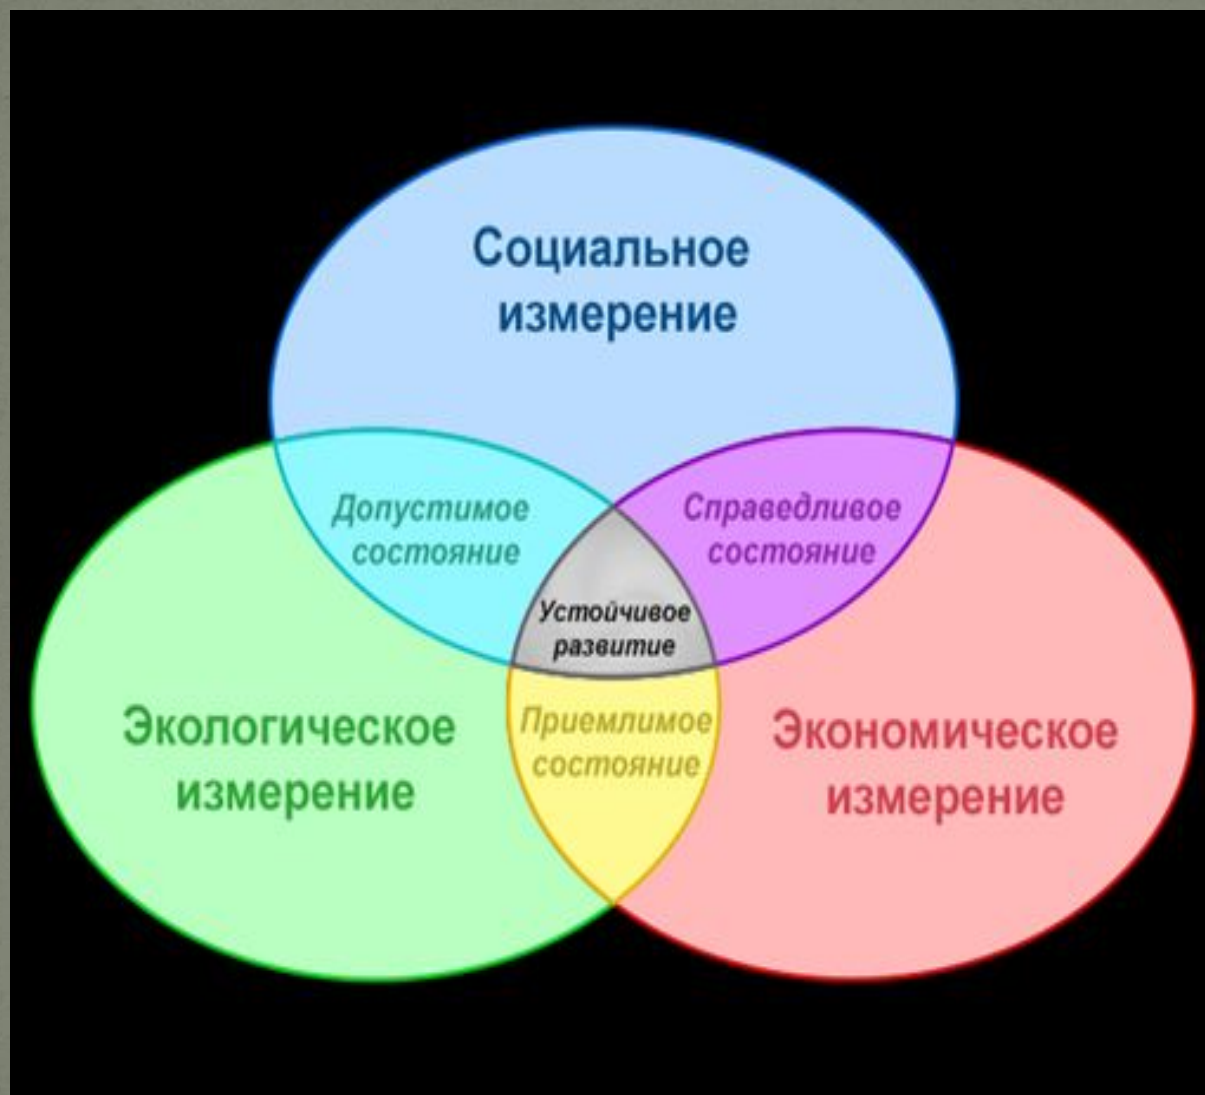 Социальное
измерение
Допустимое
состояние
Справедливое
состояние
Устойчивое
развитие
Экологическое
измерение
Приемлимое
состояние
Экономическое
измерение